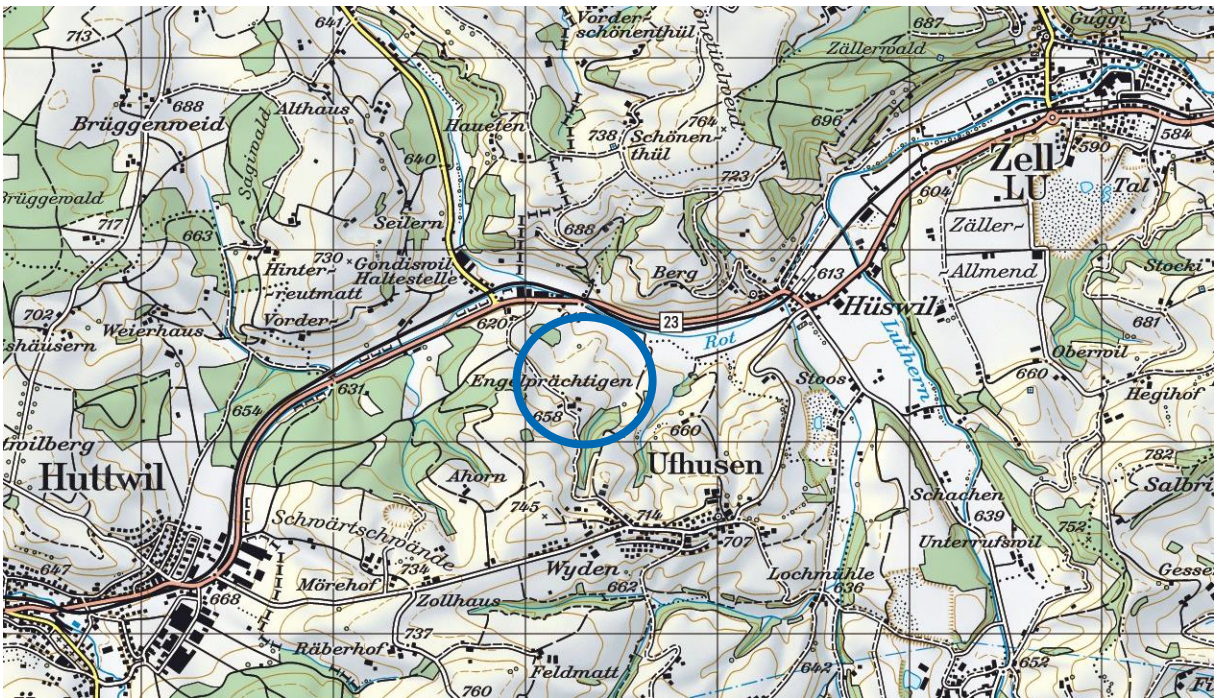 713
641
Vorder-
schönenthül
687
Guggi
Zällerwald
688
Althaus
Brüggenweid
Haueten
738
Schönen-
thül
764
696
Sagiwald
640
723
604
590
584
Zell
LU
Tal
Seilern
717
663
688
Zäller-
730
Hinter-
reutmatt
Gondiswil
Haltestelle
Berg
613
Allmend
Stocki
702
Weierhaus
Vorder-
620
23
Rot
Hüswil
Luthern
681
Oberwil
631
Engelprächtigen
Stoos
660
Hegihof
654
658
660
Huttwil
Ufhusen
782
Ahorn
745
714
Schachen
Salbri
Schwärtschwände
707
639
752
Unterrufswil
647
Mörehof
734
Wyden
662
Lochmühle
636
Gesse
668
Zollhaus
737
Räberhof
Feldmatt
642
652
760